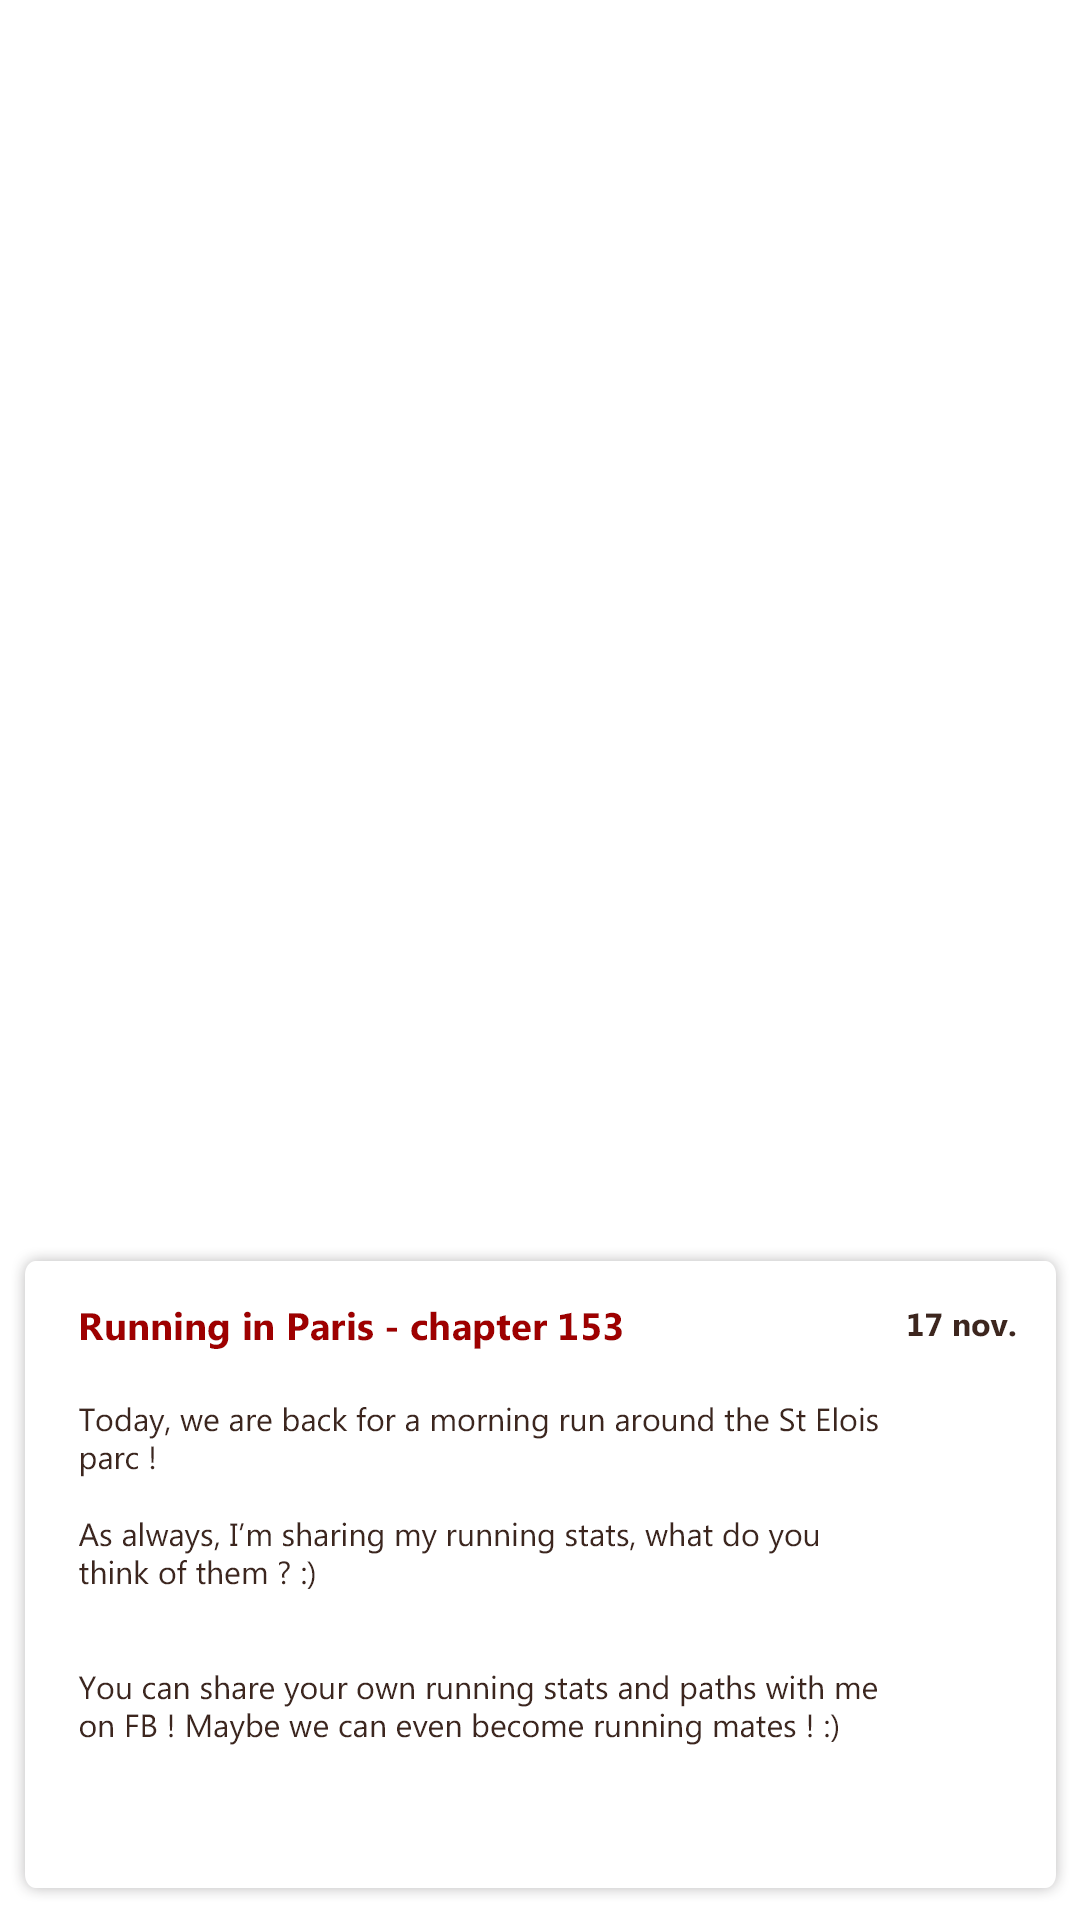 Running in Paris - chapter 153
17 nov.
Today, we are back for a morning run around the St Elois
parc !
As always, I’m sharing my running stats, what do you
think of them ? :)
You can share your own running stats and paths with me
on FB ! Maybe we can even become running mates ! :)